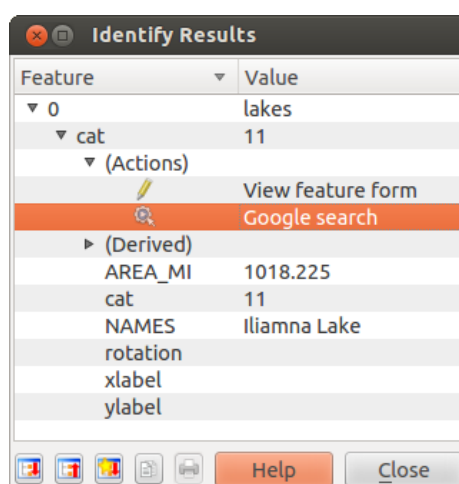 Identify Results
Feature Value
0 lakes
cat 11
(Actions)
View feature form
Google search
(Derived)
AREA_MI 1018.225
cat 11
NAMES Iliamna Lake
rotation
xlabel
ylabel
Help Close